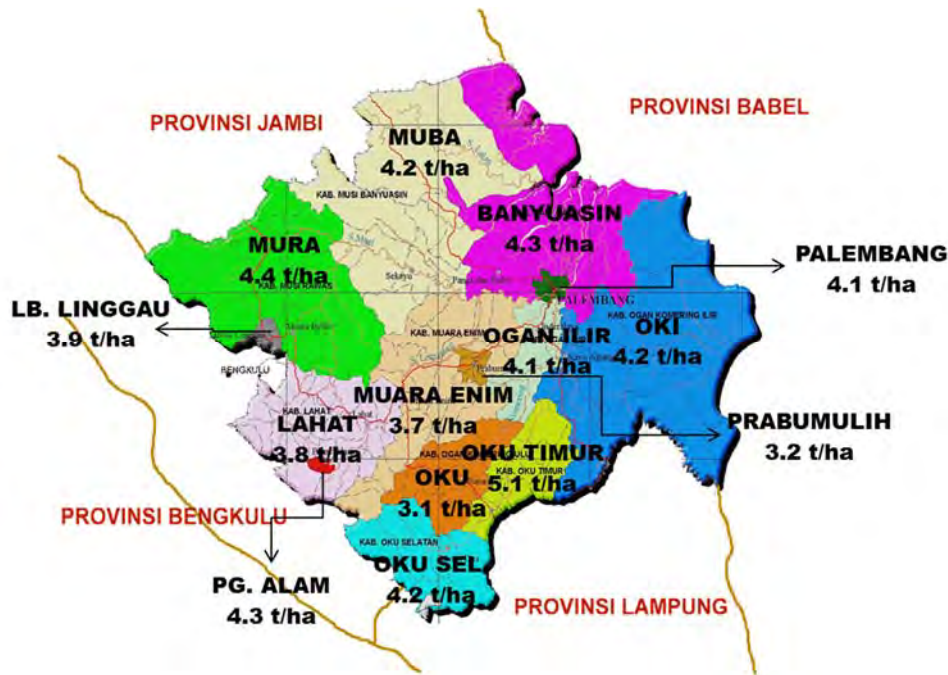 PROVINSI JAMBI
PROVINSI BABEL
MUBA
4.2 t/ha
KAB. MUSI BANYUASIN
BANYUASIN
4.3 t/ha
MURA
4.4 t/ha
KAB. MUSI RAWAS
Sekayu
PALEMBANG
4.1 t/ha
PALEMBANG
LB. LINGGAU
3.9 t/ha
KAB. OGAN KOMERING ILIR
OKI
4.2 t/ha
KAB. MUARA ENIM
OGAN ILIR
4.1 t/ha
BENGKULU
MUARA ENIM
3.7 t/ha
KAB. LAHAT
Lahat
LAHAT
3.8 t/ha
PRABUMULIH
3.2 t/ha
OKU TIMUR
5.1 t/ha
KAB. OKU TIMUR
OKU
3.1 t/ha
PROVINSI BENGKULU
KAB. OKU SELATAN
OKU SEL
4.2 t/ha
PG. ALAM
4.3 t/ha
PROVINSI LAMPUNG